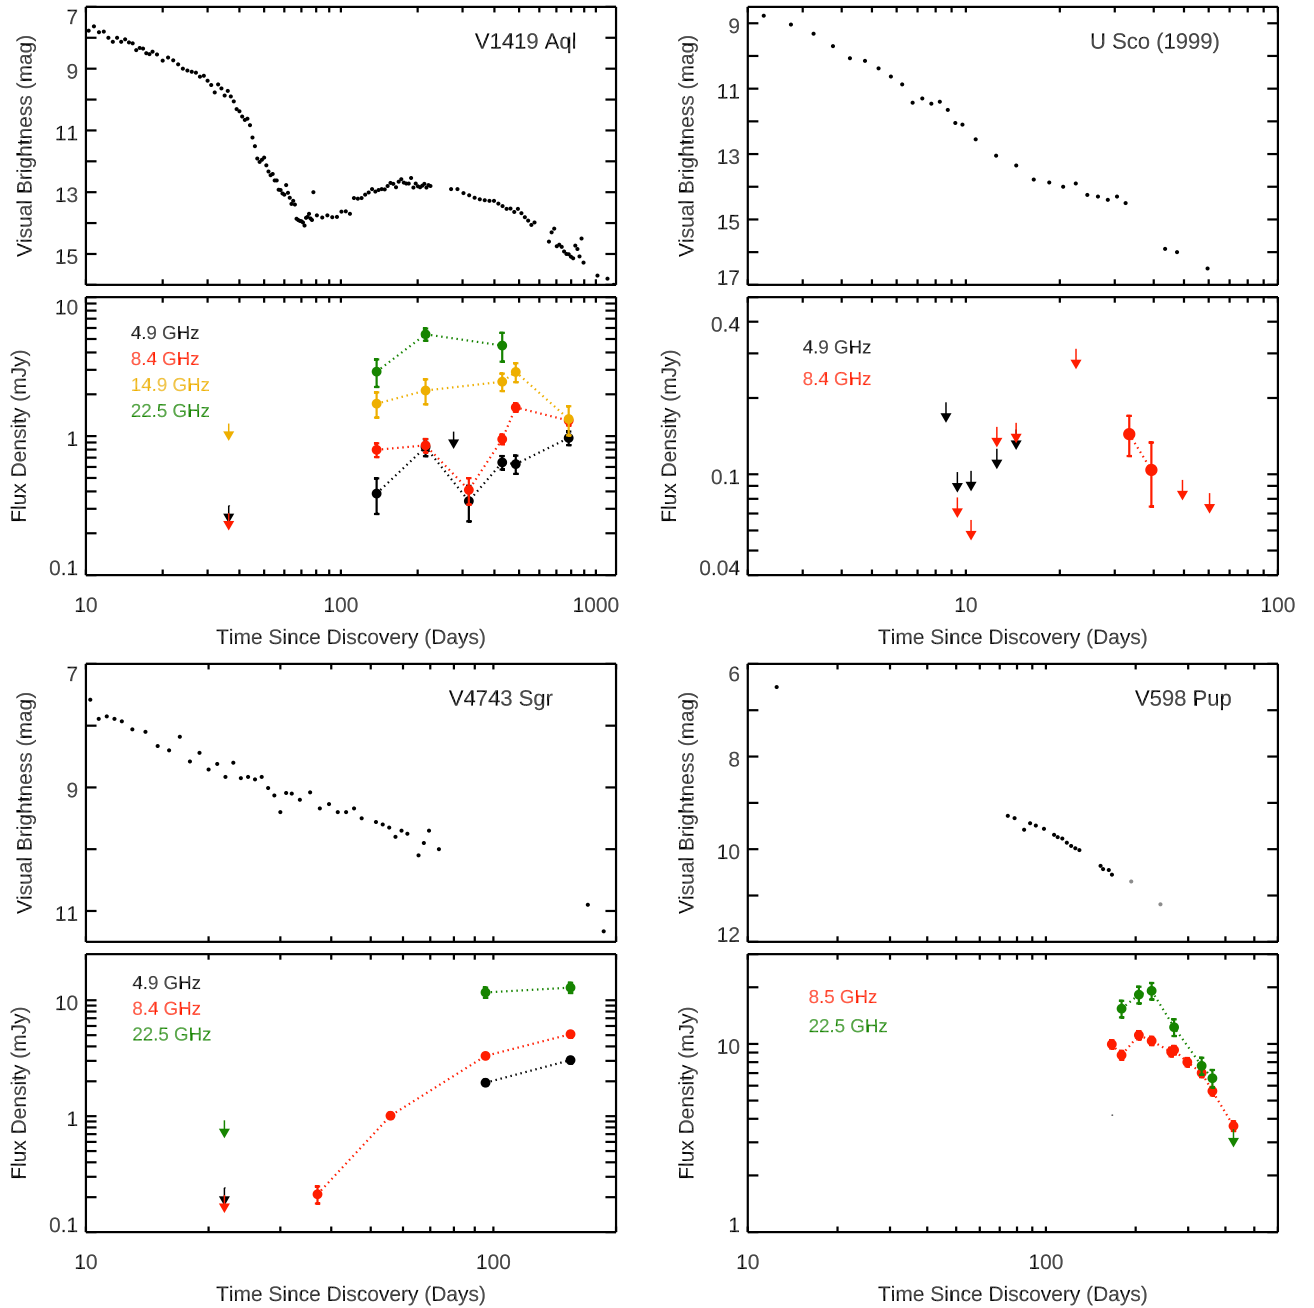 V1419 Aql
Visual Brightness (mag)
7
9
11
13
15
4.9 GHz
8.4 GHz
14.9 GHz
22.5 GHz
Flux Density (mJy)
10
1
0.1
10 100 1000
Time Since Discovery (Days)
U Sco (1999)
Visual Brightness (mag)
9
11
13
15
17
4.9 GHz
8.4 GHz
Flux Density (mJy)
0.4
0.1
0.04
10 100
Time Since Discovery (Days)
V4743 Sgr
Visual Brightness (mag)
7
9
11
4.9 GHz
8.4 GHz
22.5 GHz
Flux Density (mJy)
10
1
0.1
10 100
Time Since Discovery (Days)
V598 Pup
Visual Brightness (mag)
6
8
10
12
8.5 GHz
22.5 GHz
Flux Density (mJy)
10
1
10 100
Time Since Discovery (Days)